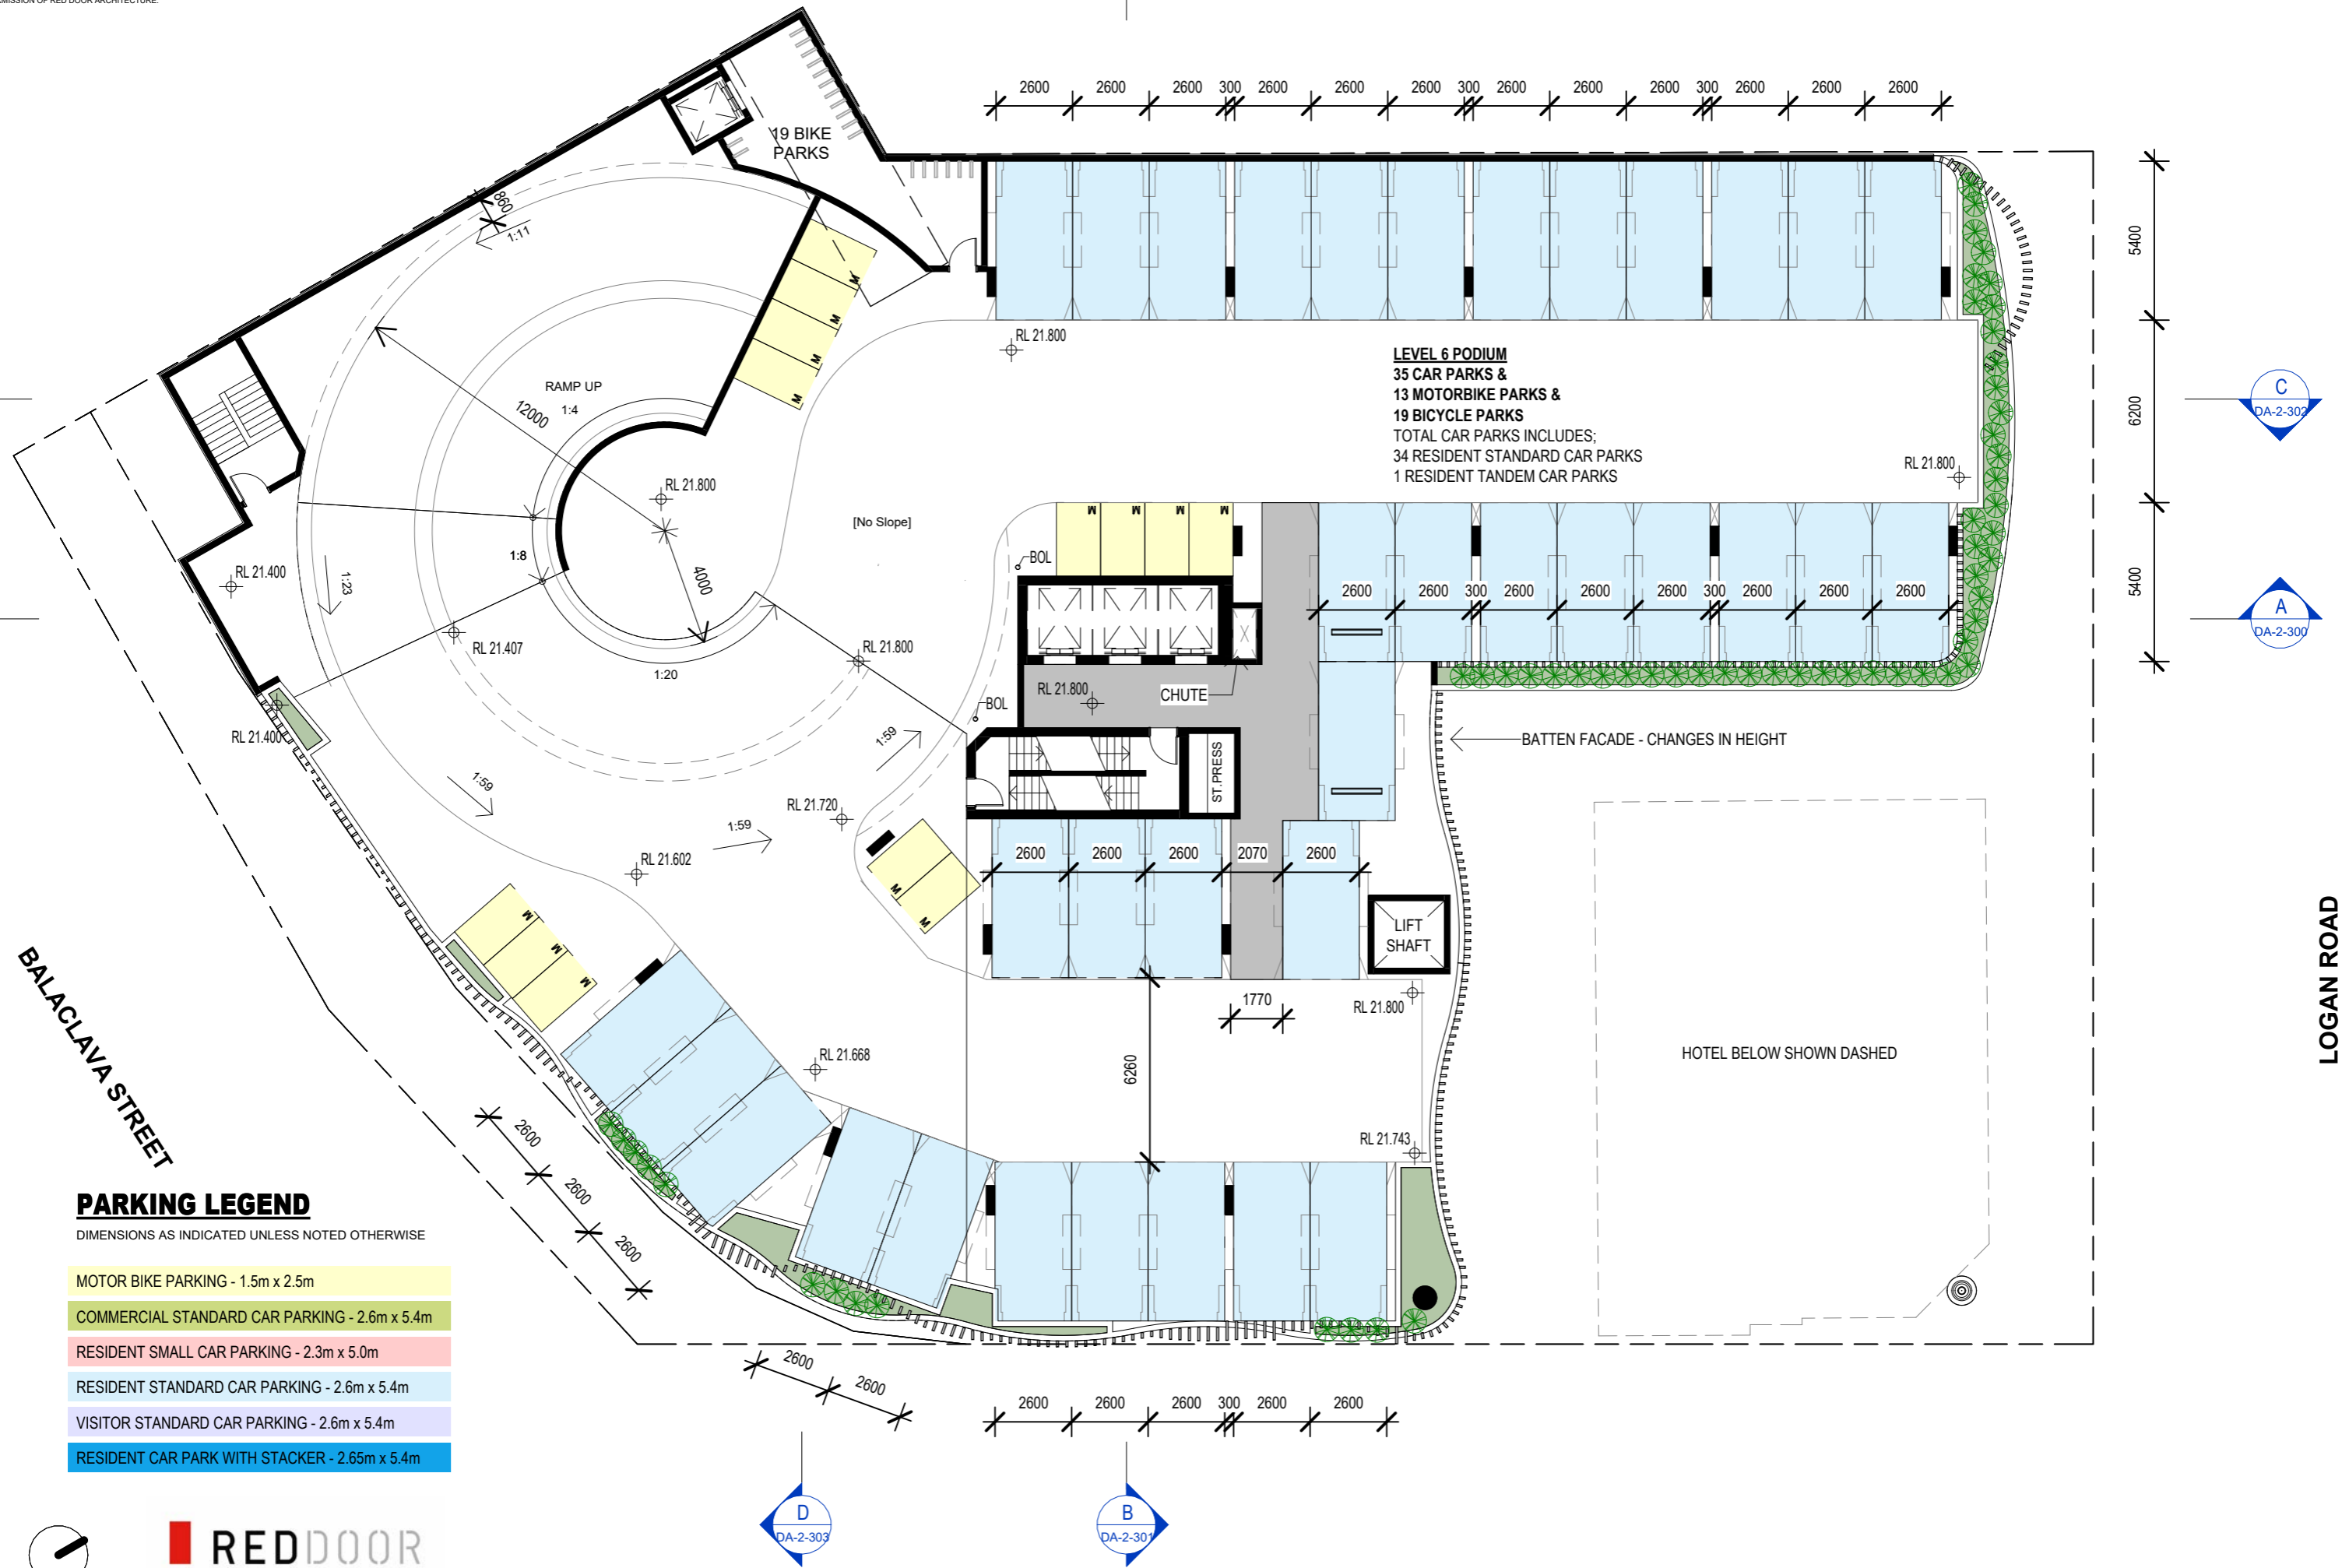 RMISSION OF RED DOOR ARCHITECTURE.
2600 2600 2600 300 2600 2600 2600 300 2600 2600 2600 300 2600 2600 2600
19 BIKE
PARKS
860
1:11
5400
RL 21.800
LEVEL 6 PODIUM
35 CAR PARKS &
13 MOTORBIKE PARKS &
19 BICYCLE PARKS
TOTAL CAR PARKS INCLUDES;
34 RESIDENT STANDARD CAR PARKS
1 RESIDENT TANDEM CAR PARKS
M
M
M
M
RAMP UP
1:4
12000
6200
C
DA-2-302
RL 21.800
RL 21.800
[No Slope]
M M M M
BOL
1:8
RL 21.400
1:23
4000
2600 2600 300 2600 2600 2600 300 2600 2600 2600
5400
A
DA-2-300
RL 21.407
RL 21.800
1:20
RL 21.800
CHUTE
BOL
RL 21.400
1:59
BATTEN FACADE - CHANGES IN HEIGHT
ST.PRESS
1:59
RL 21.720
1:59
RL 21.602
2600 2600 2600 2070 2600
M
M
M
M
M
LIFT
SHAFT
LOGAN ROAD
BALACLAVA STREET
1770
RL 21.800
HOTEL BELOW SHOWN DASHED
RL 21.668
6260
RL 21.743
2600
2600
2600
PARKING LEGEND
DIMENSIONS AS INDICATED UNLESS NOTED OTHERWISE
MOTOR BIKE PARKING - 1.5m x 2.5m
COMMERCIAL STANDARD CAR PARKING - 2.6m x 5.4m
RESIDENT SMALL CAR PARKING - 2.3m x 5.0m
RESIDENT STANDARD CAR PARKING - 2.6m x 5.4m
VISITOR STANDARD CAR PARKING - 2.6m x 5.4m
RESIDENT CAR PARK WITH STACKER - 2.65m x 5.4m
2600
2600
2600 2600 2600 300 2600 2600
D
DA-2-303
B
DA-2-301
REDDOOR